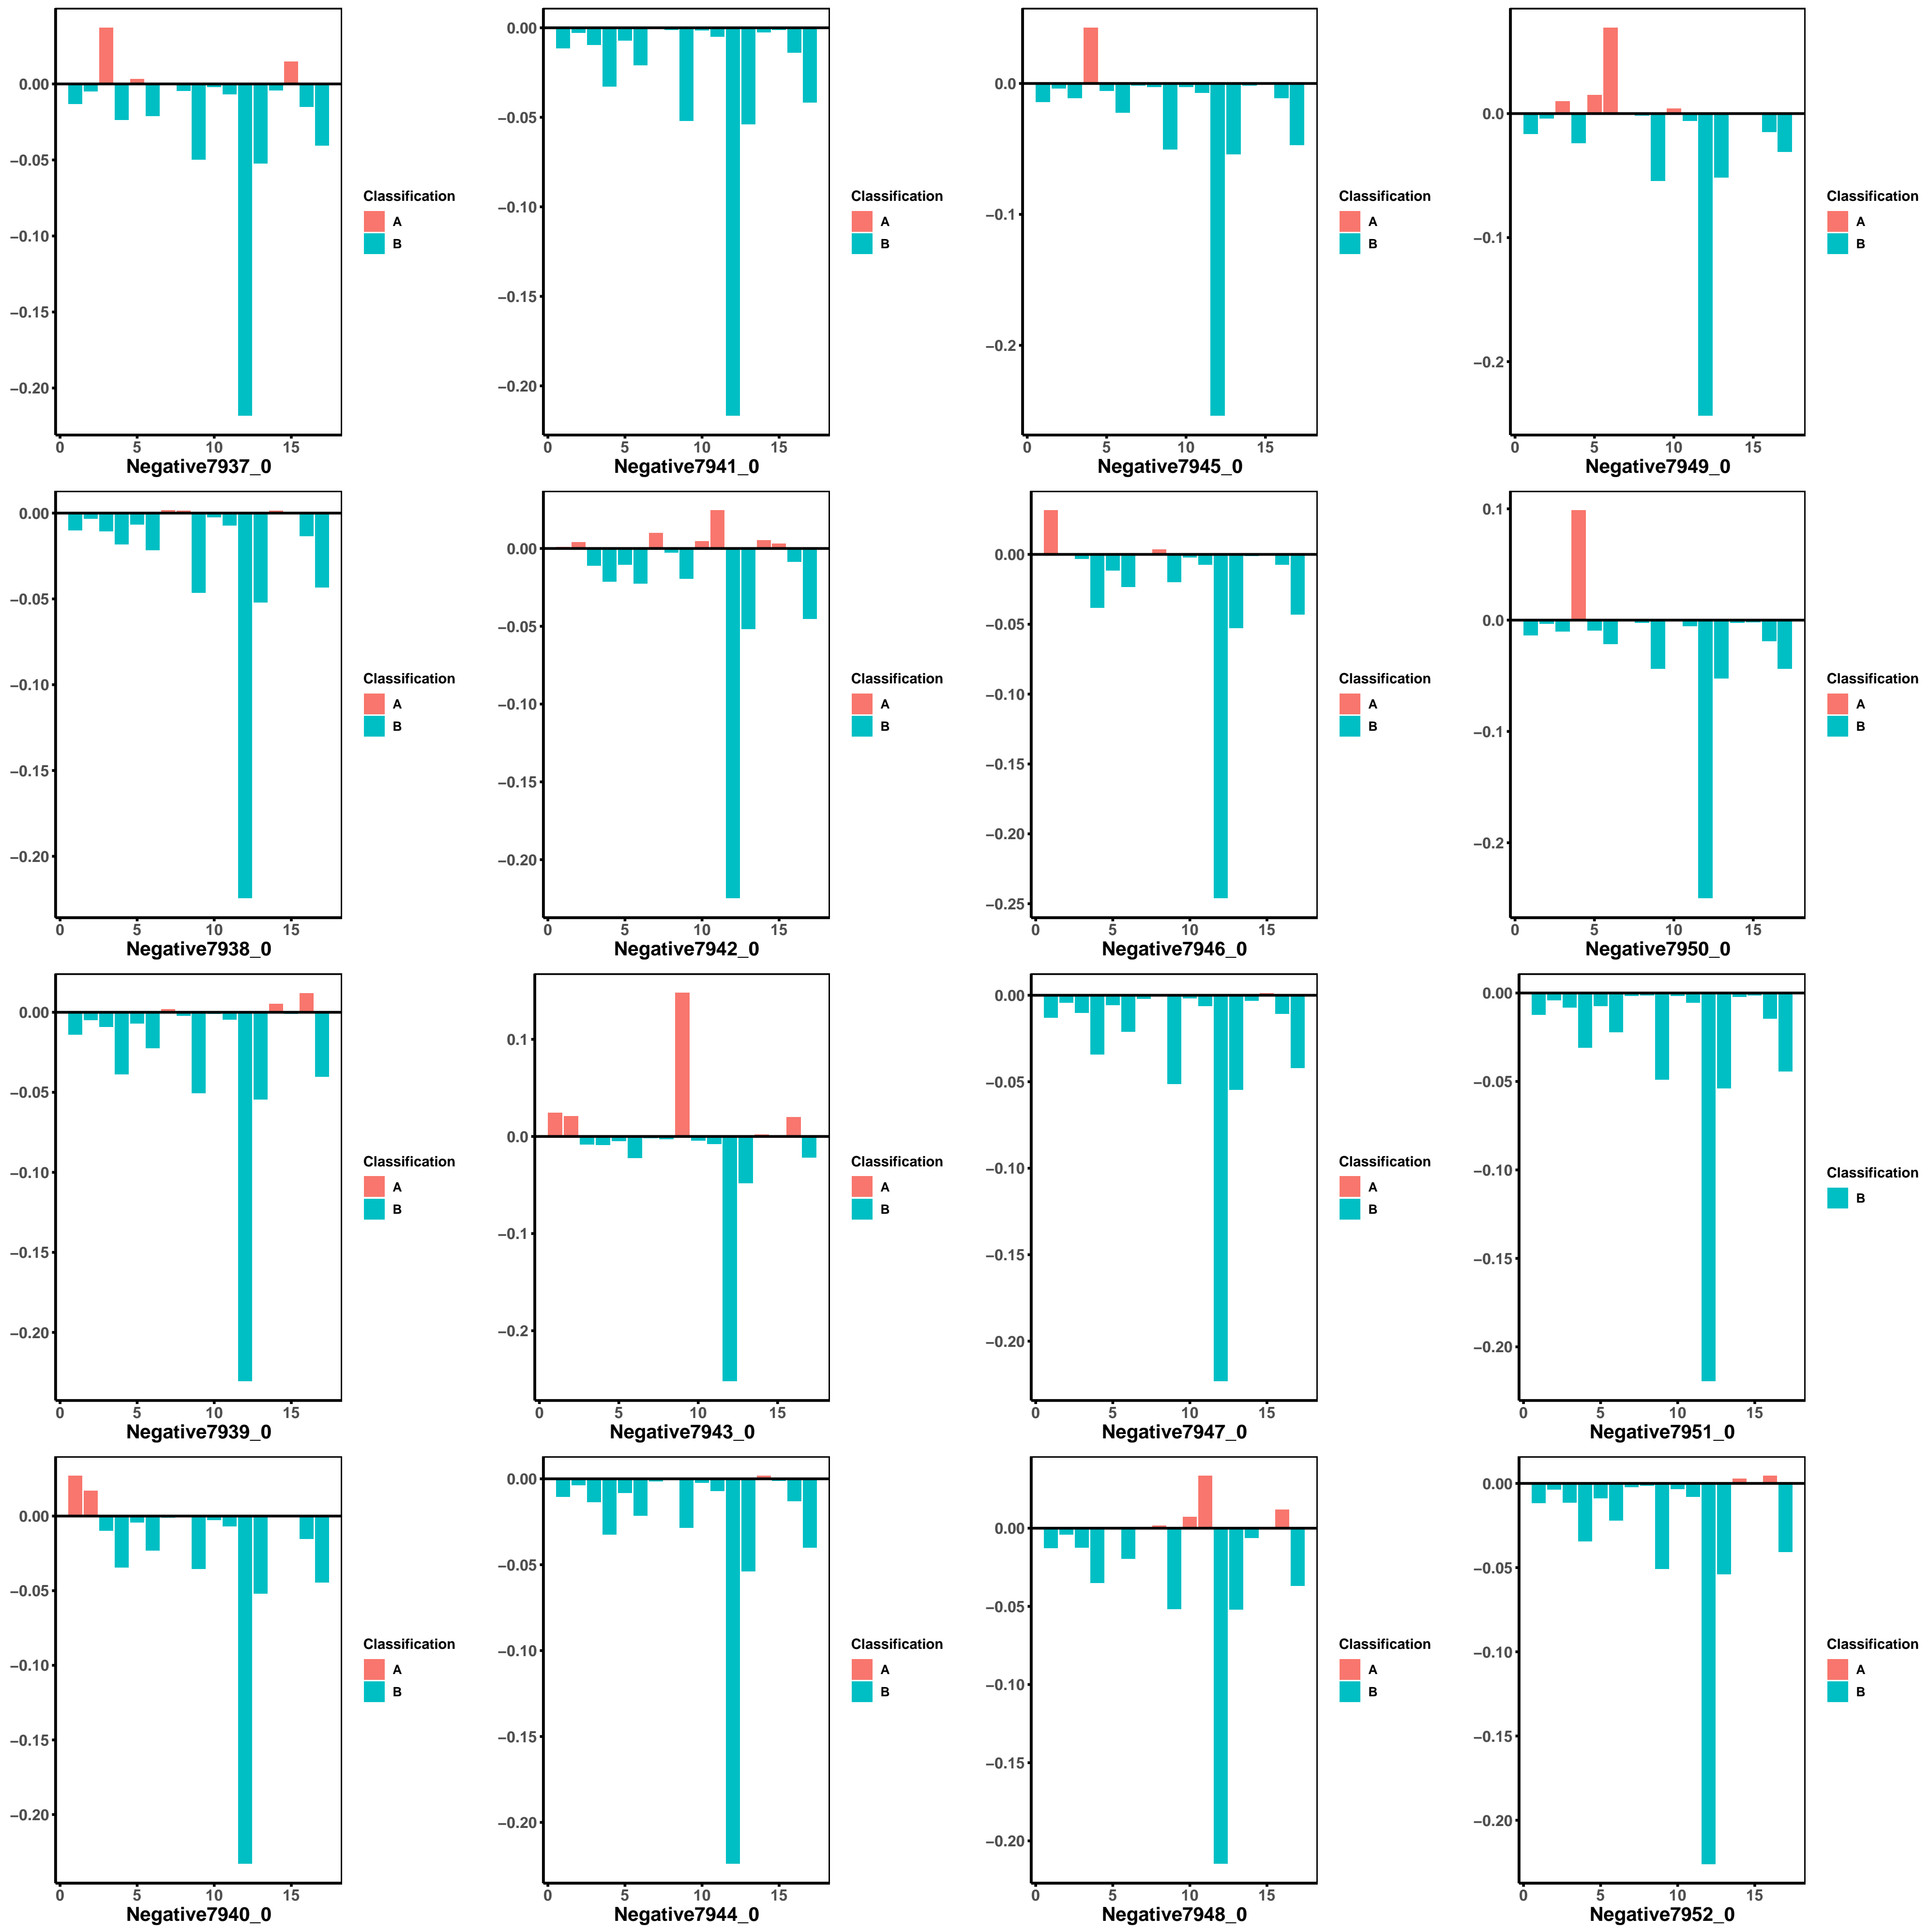 0.00
−0.05
−0.10
−0.15
−0.20
0 5 10 15
Negative7937_0
Classification
A
B
0.00
−0.05
−0.10
−0.15
−0.20
0 5 10 15
Negative7941_0
Classification
A
B
0.0
−0.1
−0.2
0 5 10 15
Negative7945_0
Classification
A
B
0.0
−0.1
−0.2
0 5 10 15
Negative7949_0
Classification
A
B
0.00
−0.05
−0.10
−0.15
−0.20
0 5 10 15
Negative7938_0
Classification
A
B
0.00
−0.05
−0.10
−0.15
−0.20
0 5 10 15
Negative7942_0
Classification
A
B
0.00
−0.05
−0.10
−0.15
−0.20
−0.25
0 5 10 15
Negative7946_0
Classification
A
B
0.1
0.0
−0.1
−0.2
0 5 10 15
Negative7950_0
Classification
A
B
0.00
−0.05
−0.10
−0.15
−0.20
0 5 10 15
Negative7939_0
Classification
A
B
0.1
0.0
−0.1
−0.2
0 5 10 15
Negative7943_0
Classification
A
B
0.00
−0.05
−0.10
−0.15
−0.20
0 5 10 15
Negative7947_0
Classification
A
B
0.00
−0.05
−0.10
−0.15
−0.20
0 5 10 15
Negative7951_0
Classification
B
0.00
−0.05
−0.10
−0.15
−0.20
0 5 10 15
Negative7940_0
Classification
A
B
0.00
−0.05
−0.10
−0.15
−0.20
0 5 10 15
Negative7944_0
Classification
A
B
0.00
−0.05
−0.10
−0.15
−0.20
0 5 10 15
Negative7948_0
Classification
A
B
0.00
−0.05
−0.10
−0.15
−0.20
0 5 10 15
Negative7952_0
Classification
A
B